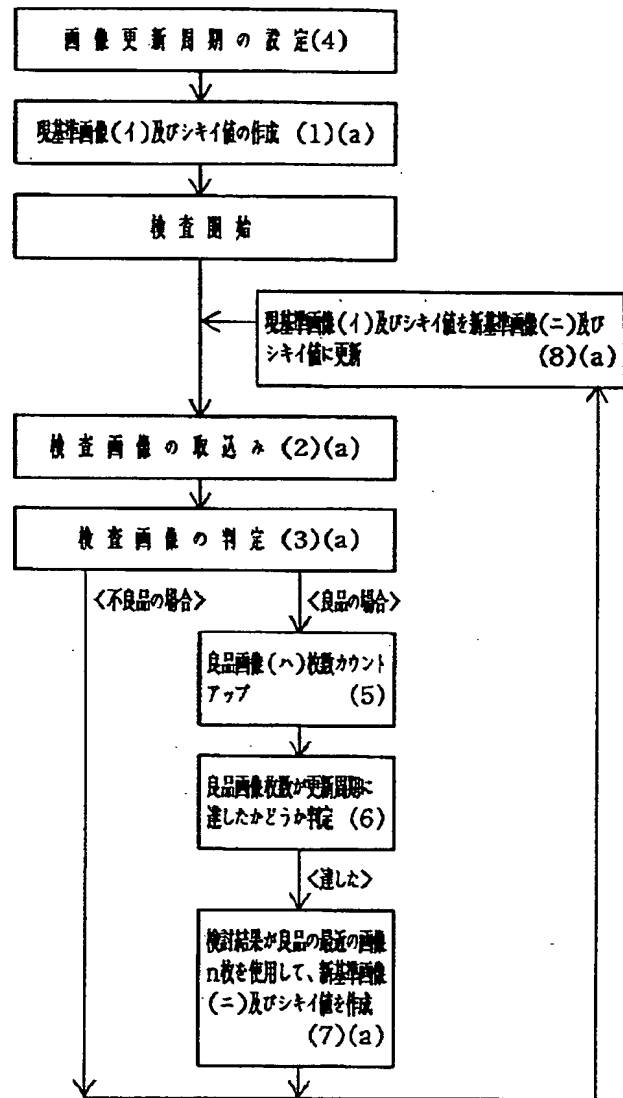 画像更新周期の設定(4)
現基準画像(イ)及びシキイ値の作成 (1)(a)
検査開始
現基準画像(イ)及びシキイ値を新基準画像(ニ)及び
シキイ値に更新 (8)(a)
検査画像の取込み(2)(a)
検査画像の判定(3)(a)
<不良品の場合>
<良品の場合>
良品画像(ハ)枚数カウント
アップ (5)
良品画像枚数が更新周期に
達したかどうか判定 (6)
<達した>
検討結果が良品の最近の画像
n枚を使用して、新基準画像
(ニ)及びシキイ値を作成
(7)(a)